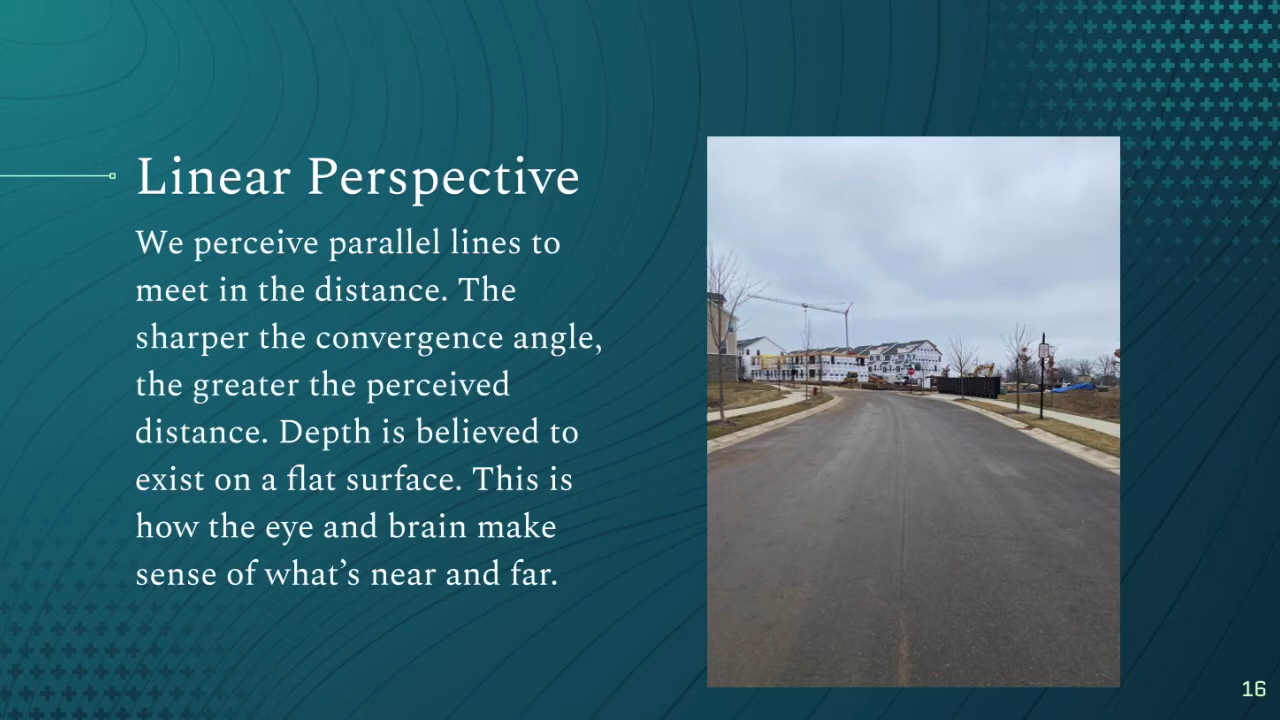 Linear Perspective
We perceive parallel lines to
meet in the distance. The
sharper the convergence angle,
the greater the perceived
distance. Depth is believed to
exist on a flat surface. This is
how the eye and brain make
sense of what’s near and far.
16